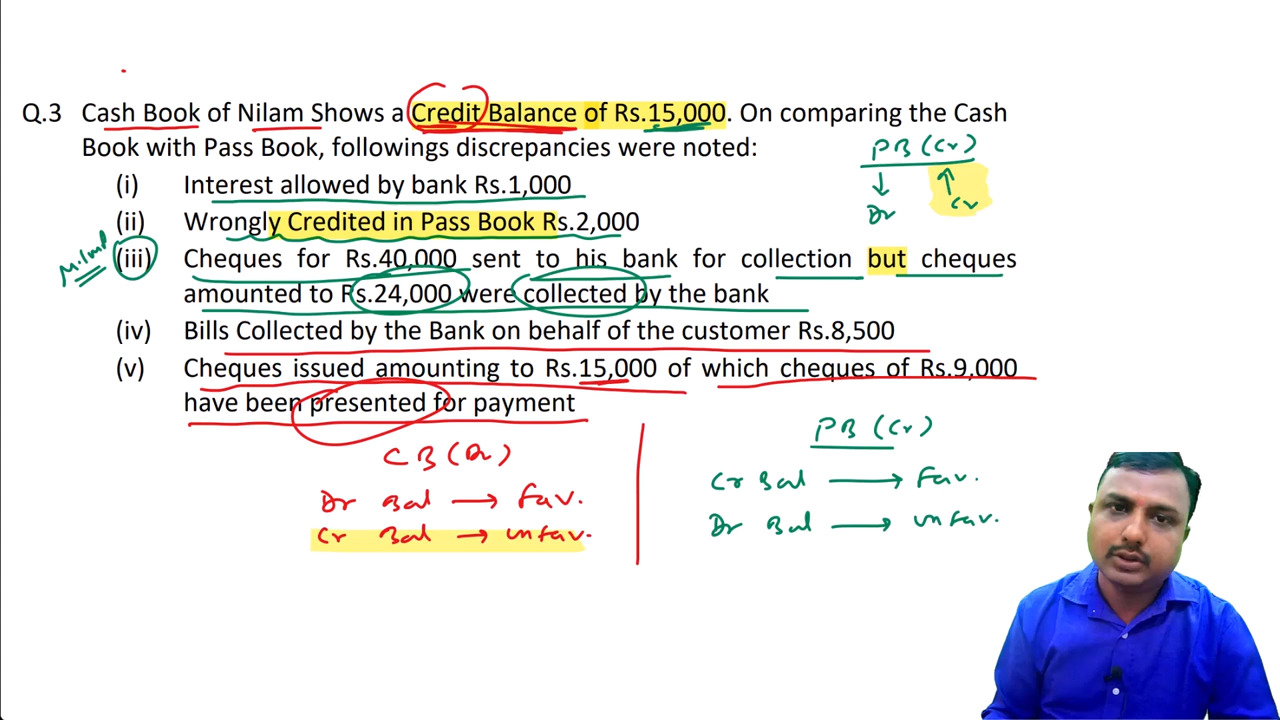 Q.3 Cash Book of Nilam Shows a Credit Balance of Rs.15,000. On comparing the Cash
Book with Pass Book, followings discrepancies were noted:
PB (Cr)
(i) Interest allowed by bank Rs.1,000
Dr Cr
(ii) Wrongly Credited in Pass Book Rs.2,000
(iii) Cheques for Rs.40,000 sent to his bank for collection but cheques
amounted to Rs.24,000 were collected by the bank
(iv) Bills Collected by the Bank on behalf of the customer Rs.8,500
(v) Cheques issued amounting to Rs.15,000 of which cheques of Rs.9,000
have been presented for payment
CB (Dr)
Dr Bal → Fav.
Cr Bal → unfav.
PB (Cr)
Cr Bal → Fav.
Dr Bal → unfav.